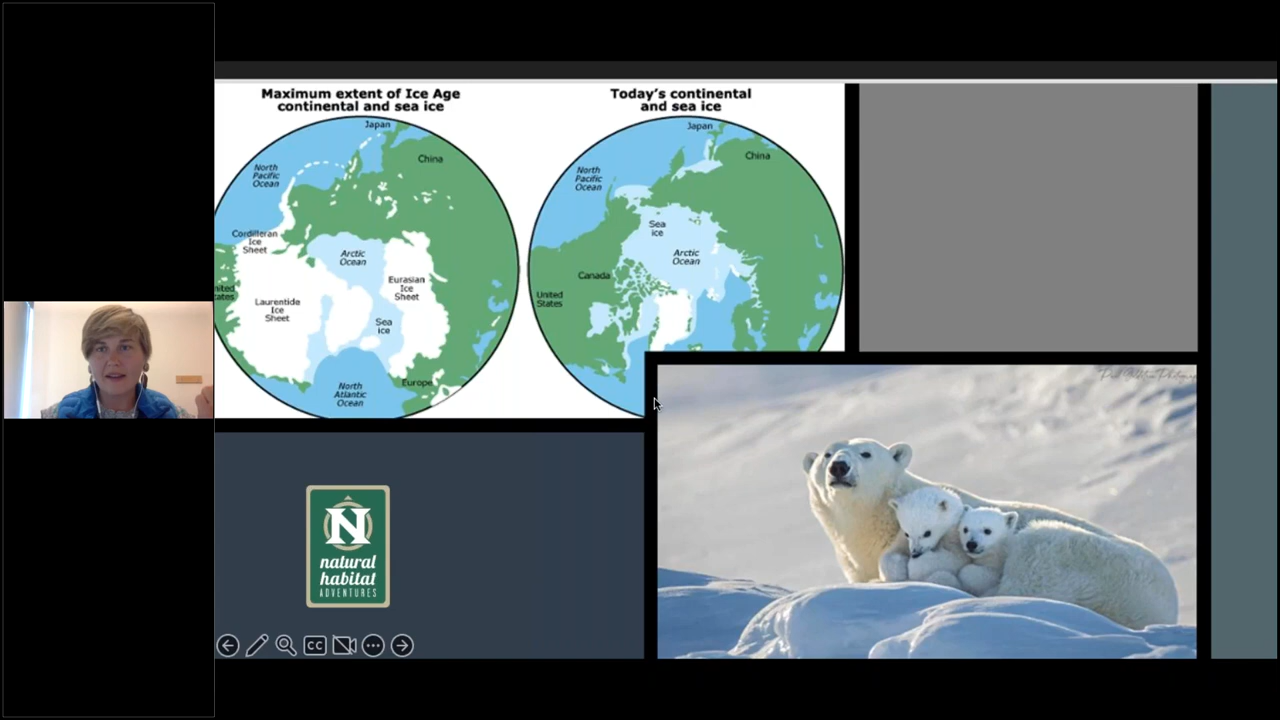 Maximum extent of Ice Age
continental and sea ice
Japan
China
North
Pacific
Ocean
Cordilleran
Ice
Sheet
Arctic
Ocean
Eurasian
Ice
Sheet
Laurentide
Ice
Sheet
Sea
ice
North
Atlantic
Ocean
Europe
Today's continental
and sea ice
Japan
China
North
Pacific
Ocean
Sea
ice
Arctic
Ocean
Canada
United
States
N
natural
habitat
ADVENTURES
CC